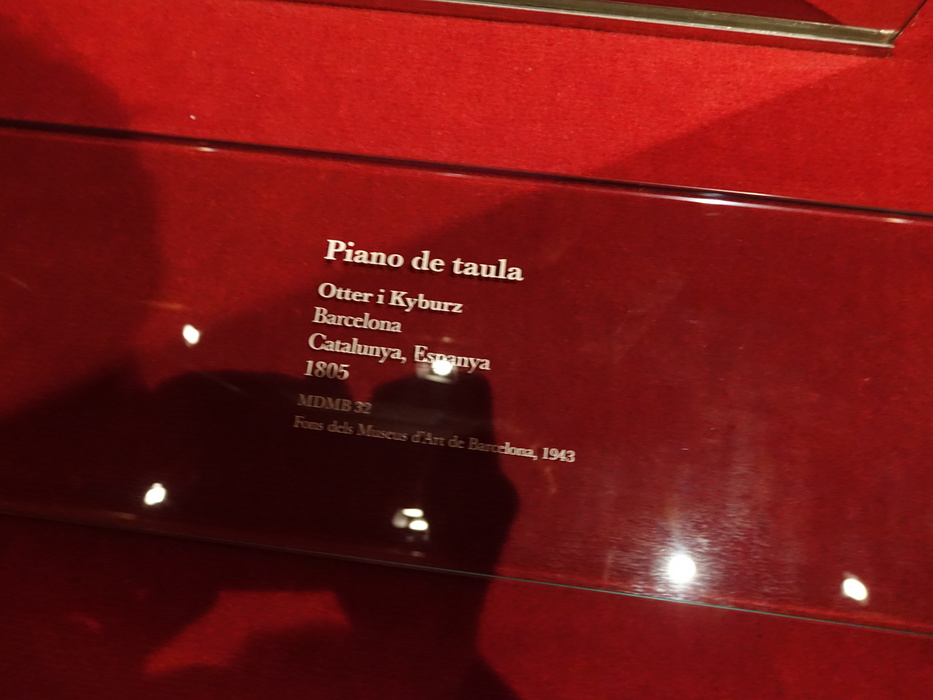 Piano de taula
Otter i Kyburz
Barcelona
Catalunya, Espanya
1805
MDMB 32
Fons dels Museus d'Art de Barcelona, 1943